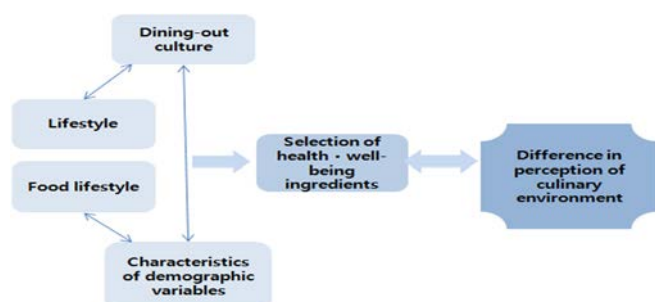 Dining-out
culture
Lifestyle
Food lifestyle
Characteristics
of demographic
variables
Selection of
health・well-
being
ingredients
Difference in
perception of
culinary
environment